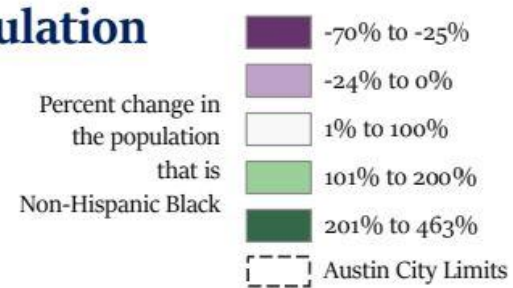 ulation
Percent change in
the population
that is
Non-Hispanic Black
-70% to -25%
-24% to 0%
1% to 100%
101% to 200%
201% to 463%
Austin City Limits